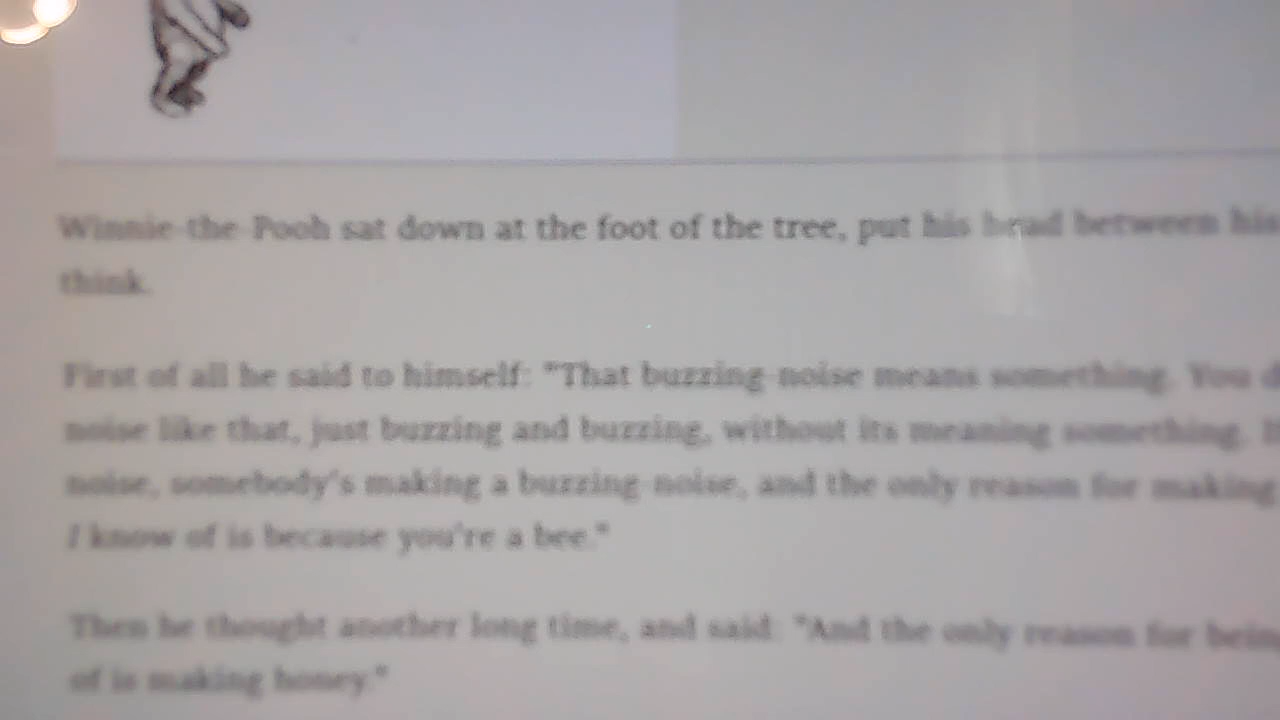 Winnie-the-Pooh sat down at the foot of the tree, put his head between his
think.
First of all he said to himself: "That buzzing-noise means something. You d
noise like that, just buzzing and buzzing, without its meaning something. I
noise, somebody's making a buzzing-noise, and the only reason for making
I know of is because you're a bee."
Then he thought another long time, and said: "And the only reason for being
of is making honey."